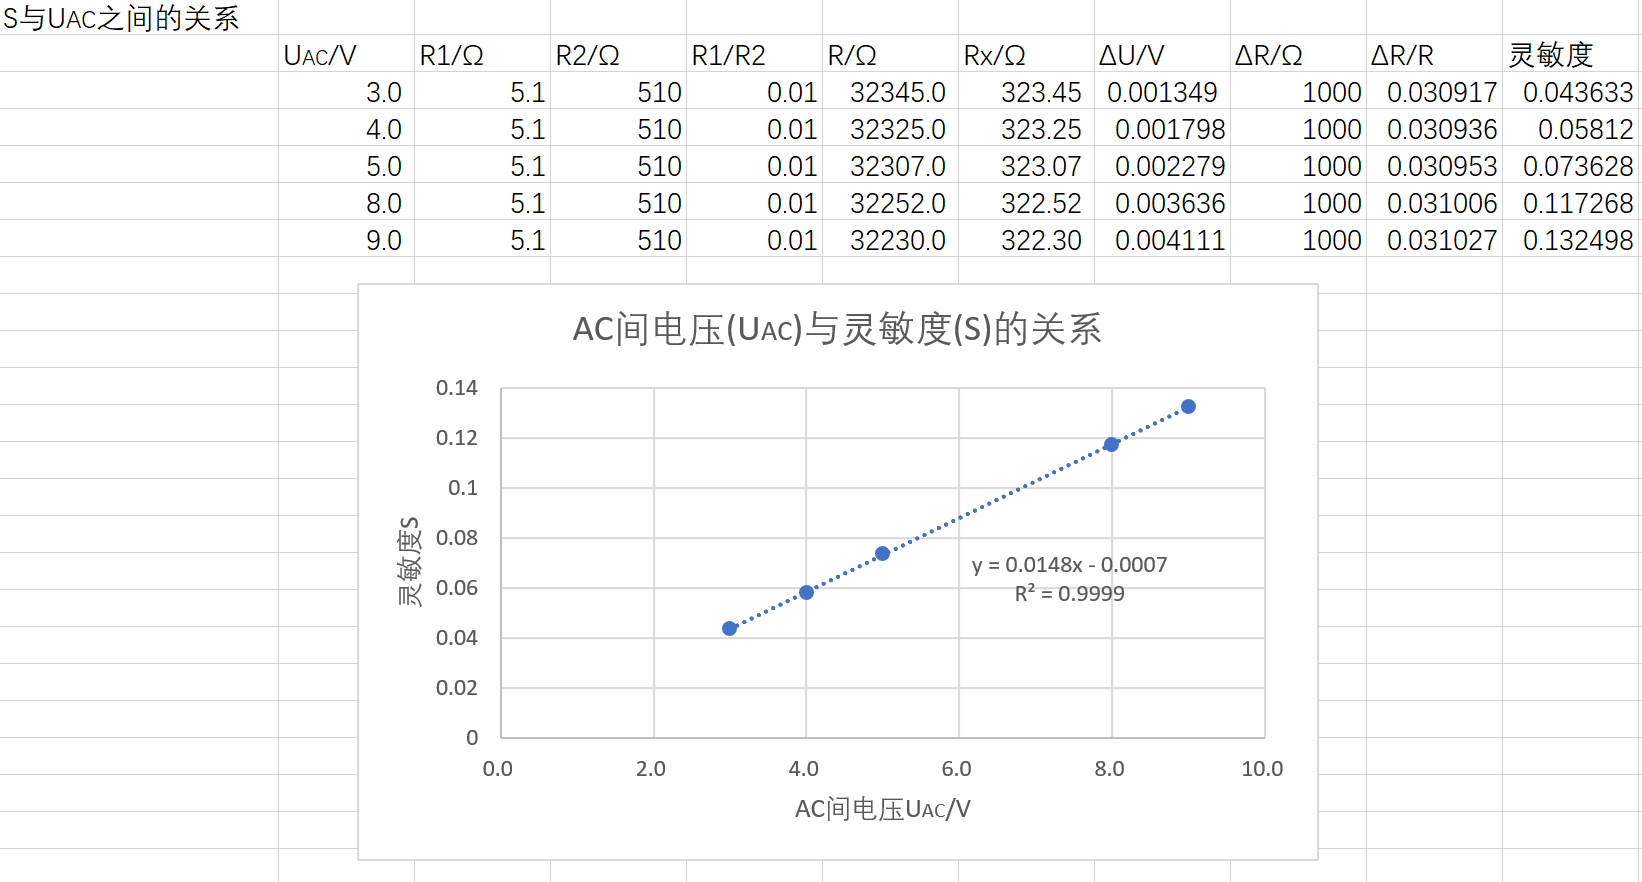 S与UAC之间的关系
UAC/V R1/Ω R2/Ω R1/R2 R/Ω Rx/Ω ΔU/V ΔR/Ω ΔR/R 灵敏度
3.0 5.1 510 0.01 32345.0 323.45 0.001349 1000 0.030917 0.043633
4.0 5.1 510 0.01 32325.0 323.25 0.001798 1000 0.030936 0.05812
5.0 5.1 510 0.01 32307.0 323.07 0.002279 1000 0.030953 0.073628
8.0 5.1 510 0.01 32252.0 322.52 0.003636 1000 0.031006 0.117268
9.0 5.1 510 0.01 32230.0 322.30 0.004111 1000 0.031027 0.132498
AC间电压(UAC)与灵敏度(S)的关系
0.14
0.12
0.1
0.08
0.06
0.04
0.02
0
灵敏度S
y = 0.0148x - 0.0007
R² = 0.9999
0.0 2.0 4.0 6.0 8.0 10.0
AC间电压UAC/V